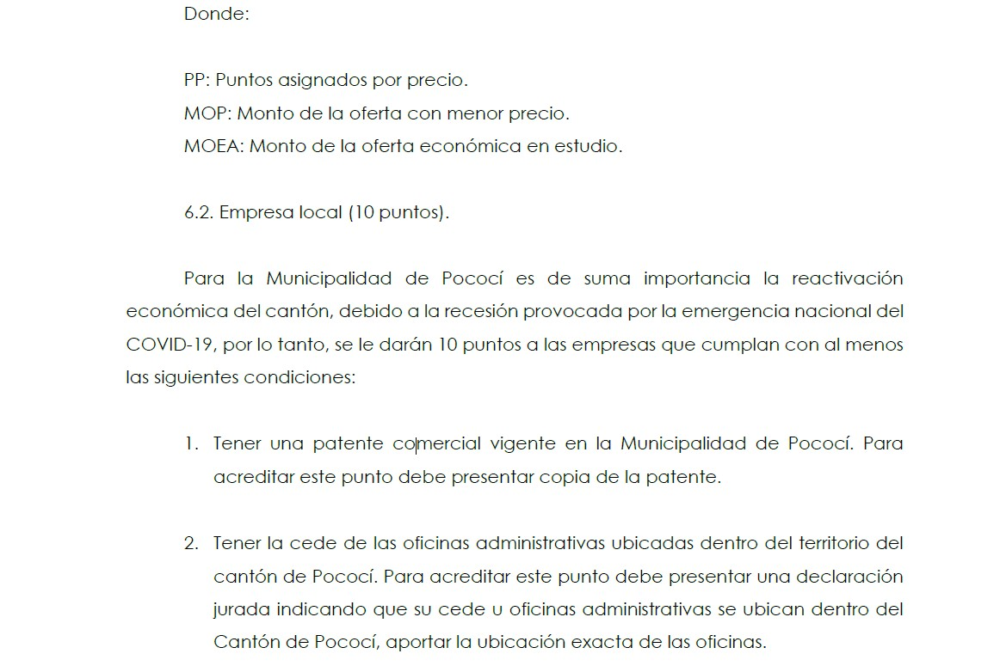 Donde:
PP: Puntos asignados por precio.
MOP: Monto de la oferta con menor precio.
MOEA: Monto de la oferta económica en estudio.
6.2. Empresa local (10 puntos).
Para la Municipalidad de Pococí es de suma importancia la reactivación
económica del cantón, debido a la recesión provocada por la emergencia nacional del
COVID-19, por lo tanto, se le darán 10 puntos a las empresas que cumplan con al menos
las siguientes condiciones:
1. Tener una patente comercial vigente en la Municipalidad de Pococí. Para
acreditar este punto debe presentar copia de la patente.
2. Tener la cede de las oficinas administrativas ubicadas dentro del territorio del
cantón de Pococí. Para acreditar este punto debe presentar una declaración
jurada indicando que su cede u oficinas administrativas se ubican dentro del
Cantón de Pococí, aportar la ubicación exacta de las oficinas.